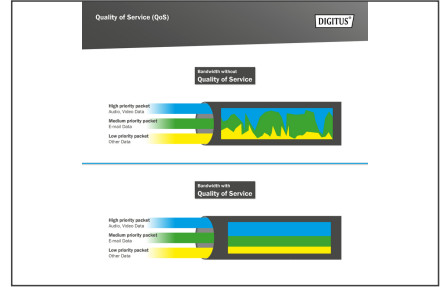 Quality of Service (QoS)
DIGITUS®
Bandwidth without
Quality of Service
High priority packet
Audio, Video Data
Medium priority packet
E-mail Data
Low priority packet
Other Data
Bandwidth with
Quality of Service
High priority packet
Audio, Video Data
Medium priority packet
E-mail Data
Low priority packet
Other Data